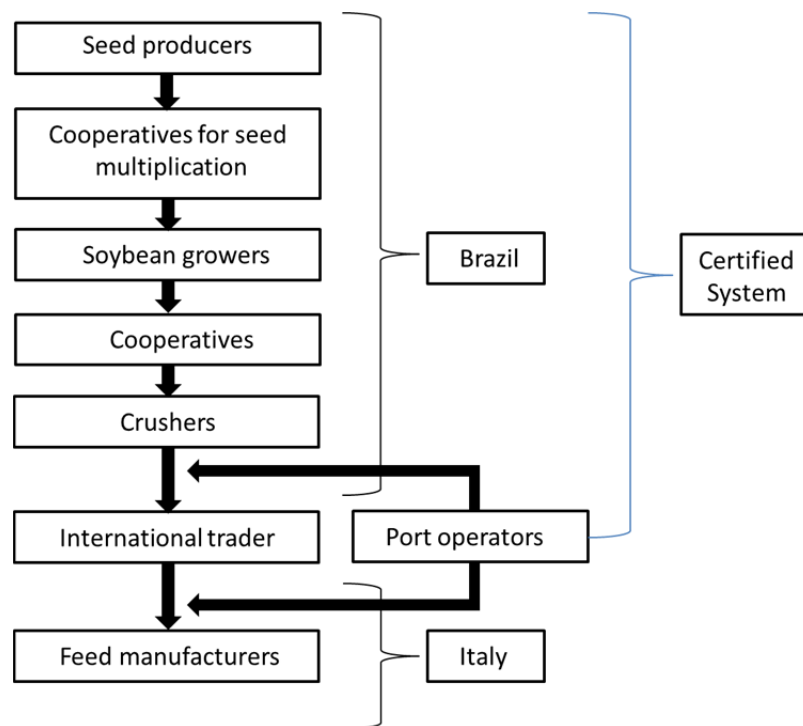 Seed producers
Cooperatives for seed
multiplication
Soybean growers
Brazil
Certified
System
Cooperatives
Crushers
International trader
Port operators
Feed manufacturers
Italy